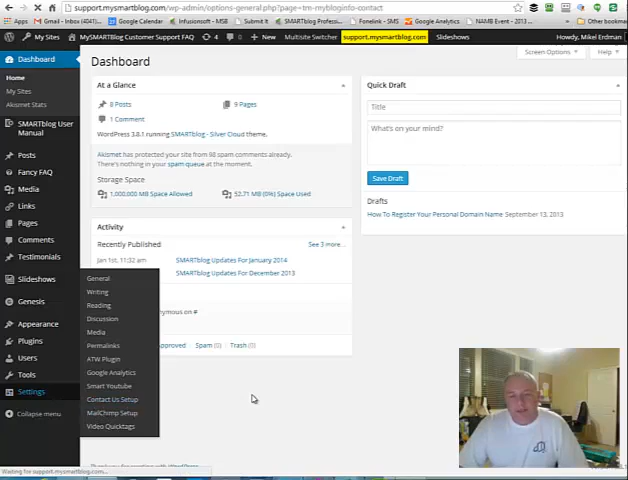 support.mysmartblog.com/wp-admin/options-general.php?page=tm-mybloginfo-contact
Apps
Gmail - Inbox (4041)...
Google Calendar
Infusionsoft - MSB
Submit it
SMARTblog Profess...
Fonelink - SMS
Google Analytics
NAMB Event - 2013 #
Other bookmar
My Sites
MySMARTblog Customer Support FAQ
4
0
New
Multisite Switcher
support.mysmartblog.com
Slideshows
Howdy, Mikel Erdman
Dashboard
Home
My Sites
Akismet Stats
SMARTblog User
Manual
Posts
Fancy FAQ
Media
Links
Pages
Comments
Testimonials
Slideshows
Genesis
Appearance
Plugins
Users
Tools
Settings
Collapse menu
Screen Options
Help
Dashboard
At a Glance
8 Posts
9 Pages
1 Comment
WordPress 3.8.1 running SMARTblog - Silver Cloud theme.
Akismet has protected your site from 98 spam comments already.
There's nothing in your spam queue at the moment.
Storage Space
1,000,000 MB Space Allowed
52.71 MB (0%) Space Used
Activity
Recently Published
See 3 more...
Jan 1st, 11:32 am
SMARTblog Updates For January 2014
SMARTblog Updates For December 2013
nymous on #
Spam (0)
Trash (0)
General
Writing
Reading
Discussion
Media
Permalinks
ATW Plugin
Google Analytics
Smart Youtube
Contact Us Setup
MailChimp Setup
Video Quicktags
Quick Draft
Title
What's on your mind?
Save Draft
Drafts
How To Register Your Personal Domain Name September 13, 2013
Waiting for support.mysmartblog.com...